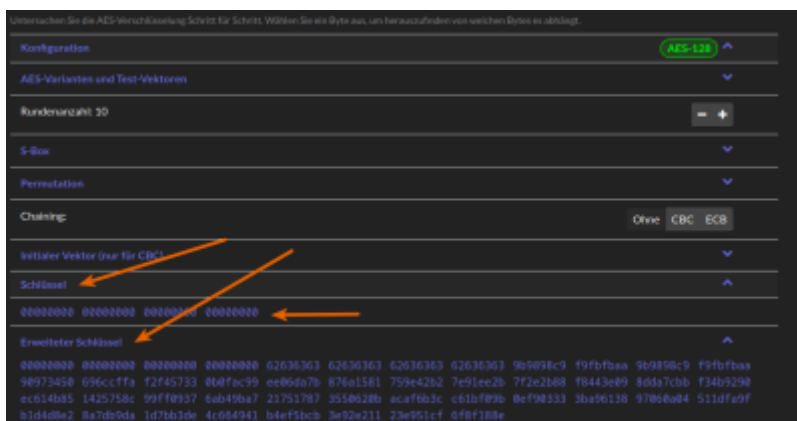 Untersuchen Sie die AES-Verschlüsselung Schritt für Schritt. Wählen Sie ein Byte aus, um herauszufinden von welchen Bytes es abhängt.
Konfiguration AES-128
AES-Varianten und Test-Vektoren
Rundenanzahl: 10 - +
S-Box
Permutation
Chaining: Ohne CBC ECB
Initialer Vektor (nur für CBC)
Schlüssel
00000000 00000000 00000000 00000000
Erweiterter Schlüssel
00000000 00000000 00000000 00000000 62636363 62636363 62636363 62636363 9b9898c9 f9fbfbaa 9b9898c9 f9fbfbaa
90973450 696ccffa f2f45733 0b0fac99 ee06da7b 876a1581 759e42b2 7e91ee2b 7f2e2b88 f8443e09 8dda7cbb f34b9290
ec614b85 1425758c 99ff0937 6ab49ba7 21751787 3550620b acaf6b3c c61bf09b 0ef90333 3ba96138 97060a04 511dfa9f
b1d4d8e2 8a7db9da 1d7bb3de 4c664941 b4ef5bcb 3e92e211 23e951cf 6f8f188e